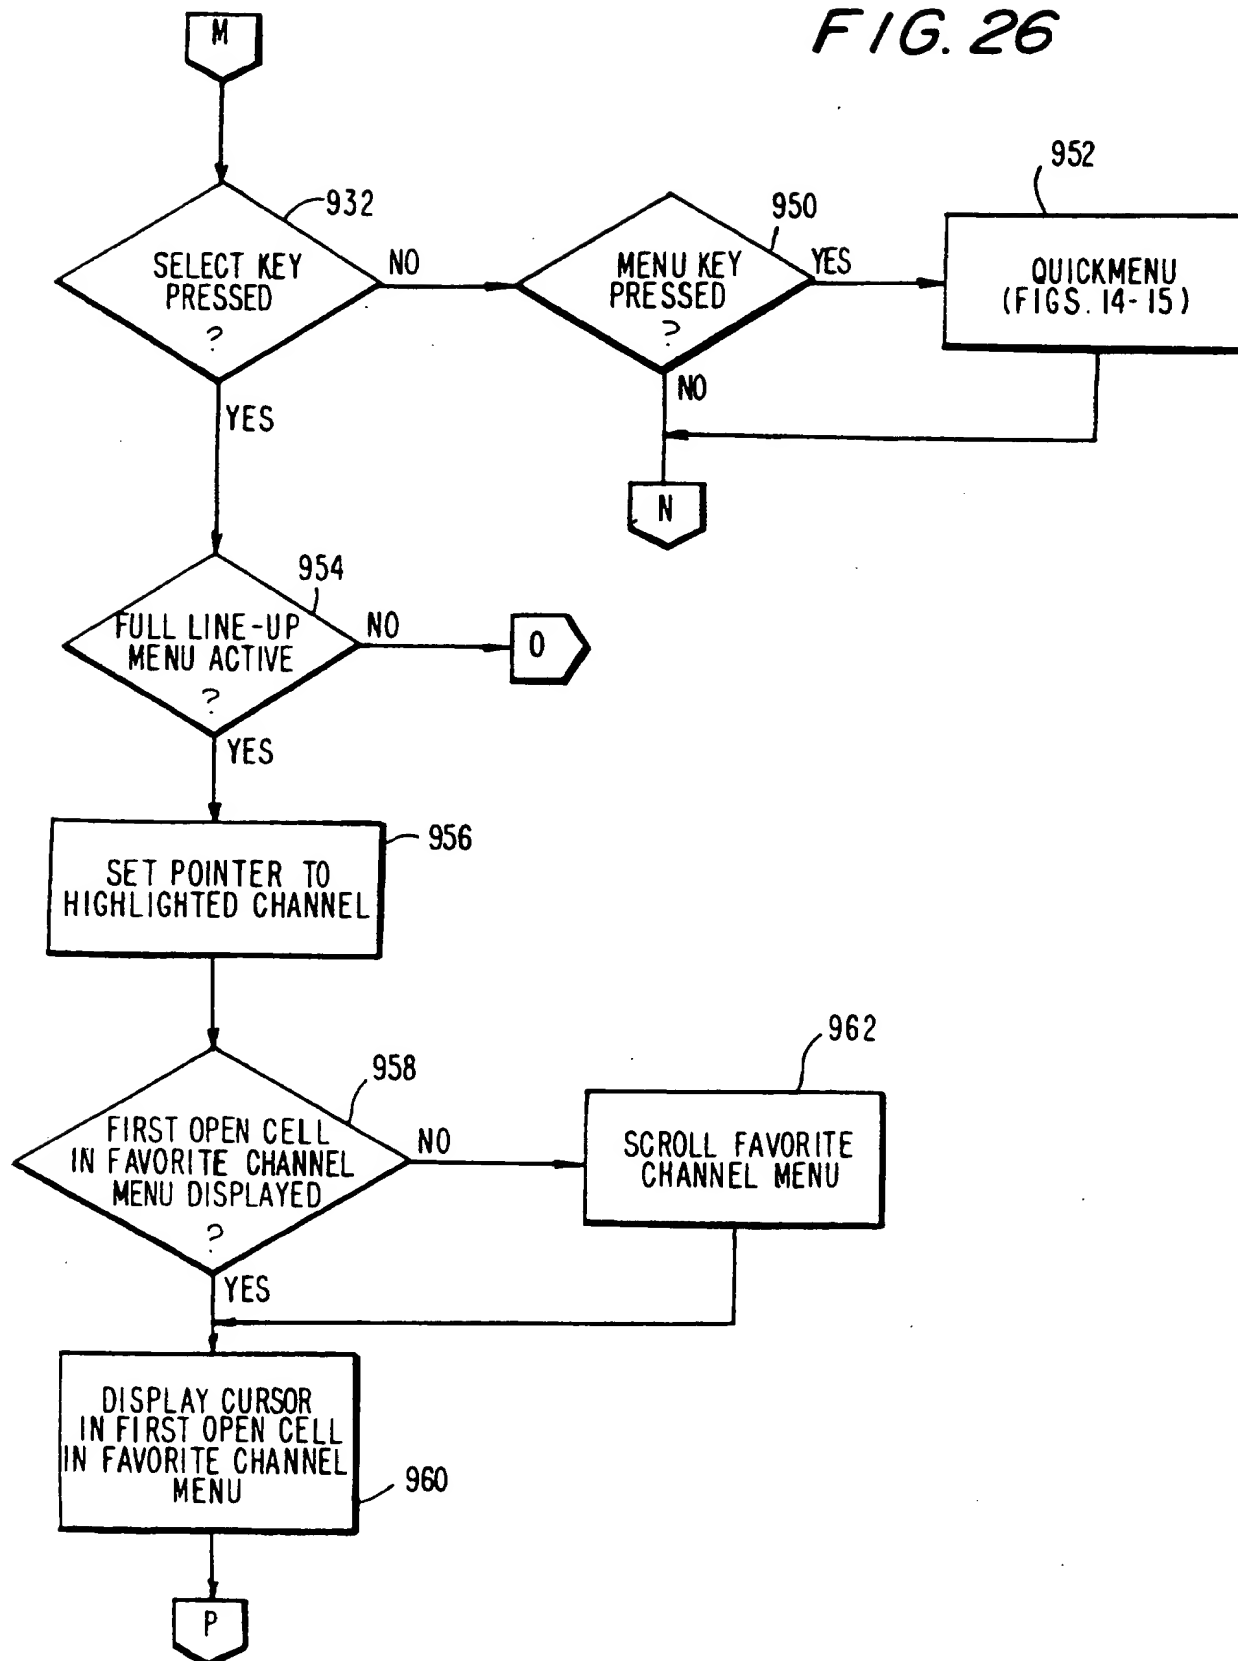 FIG. 26
M
932
SELECT KEY
PRESSED
?
NO
YES
950
MENU KEY
PRESSED
?
YES
NO
952
QUICKMENU
(FIGS. 14-15)
N
954
FULL LINE-UP
MENU ACTIVE
?
NO
YES
O
956
SET POINTER TO
HIGHLIGHTED CHANNEL
958
FIRST OPEN CELL
IN FAVORITE CHANNEL
MENU DISPLAYED
?
NO
YES
962
SCROLL FAVORITE
CHANNEL MENU
DISPLAY CURSOR
IN FIRST OPEN CELL
IN FAVORITE CHANNEL
MENU
960
P